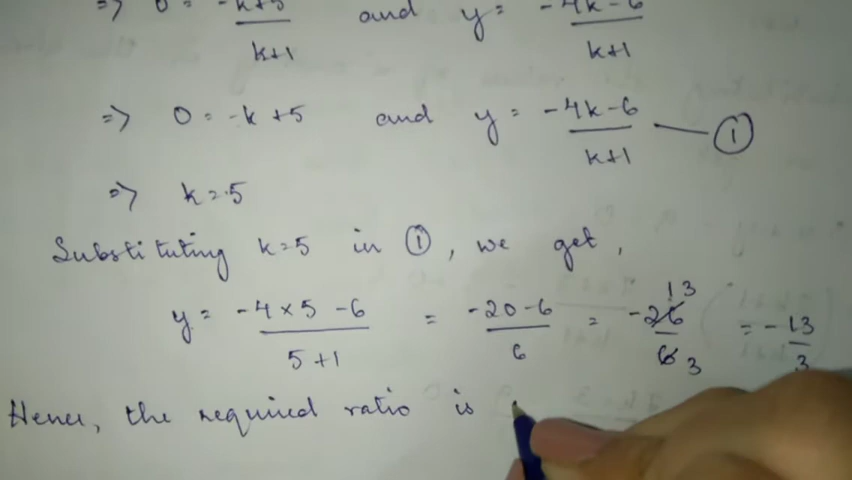 => 0 = -k+5/k+1 and y = -4k-6/k+1
=> 0 = -k+5 and y = -4k-6/k+1 — ①
=> k=5
Substituting k=5 in ①, we get,
y = -4×5-6/5+1 = -20-6/6 = -26/6 13 3 = -13/3
Hence, the required ratio is